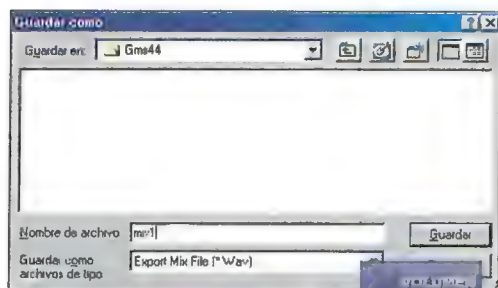 Guardar como
Guardar en: Gms44
Nombre de archivo mix1 Guardar
Guardar como
archivos de tipo Export Mix File (*.Wav)